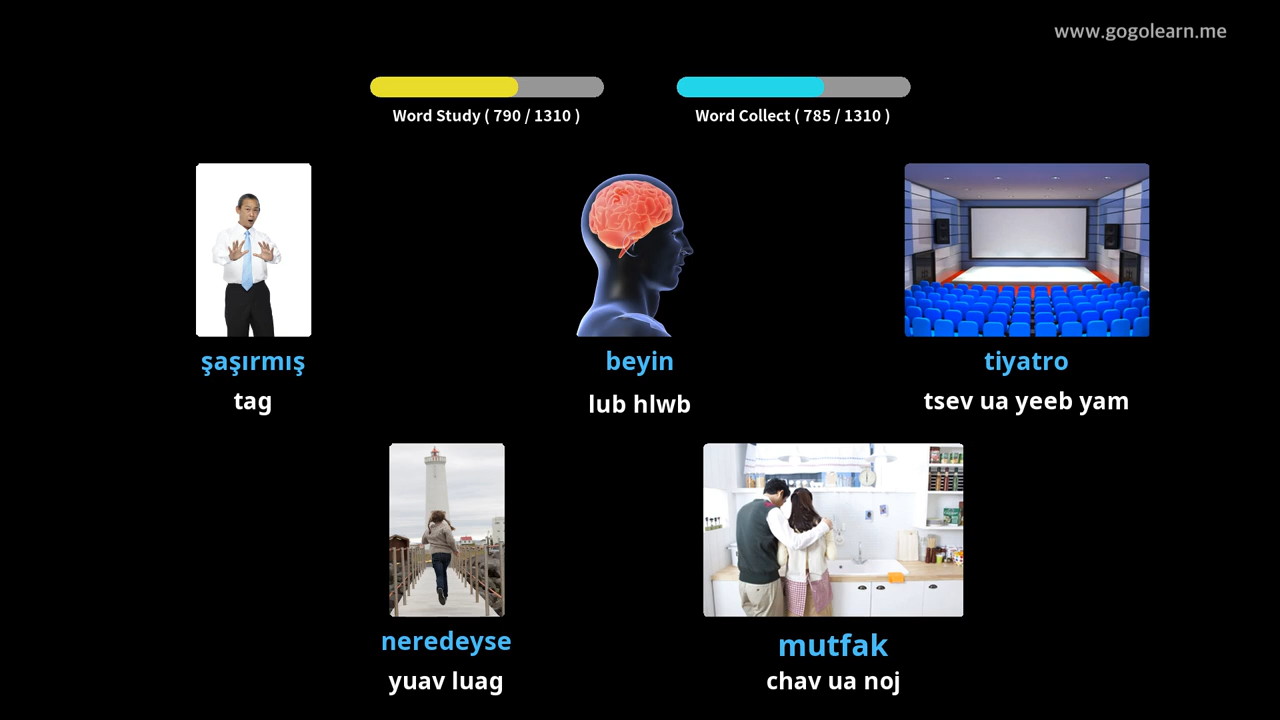 www.gogolearn.me
Word Study ( 790 / 1310 )
Word Collect ( 785 / 1310 )
şaşırmış
tag
beyin
lub hlwb
tiyatro
tsev ua yeeb yam
neredeyse
yuav luag
mutfak
chav ua noj